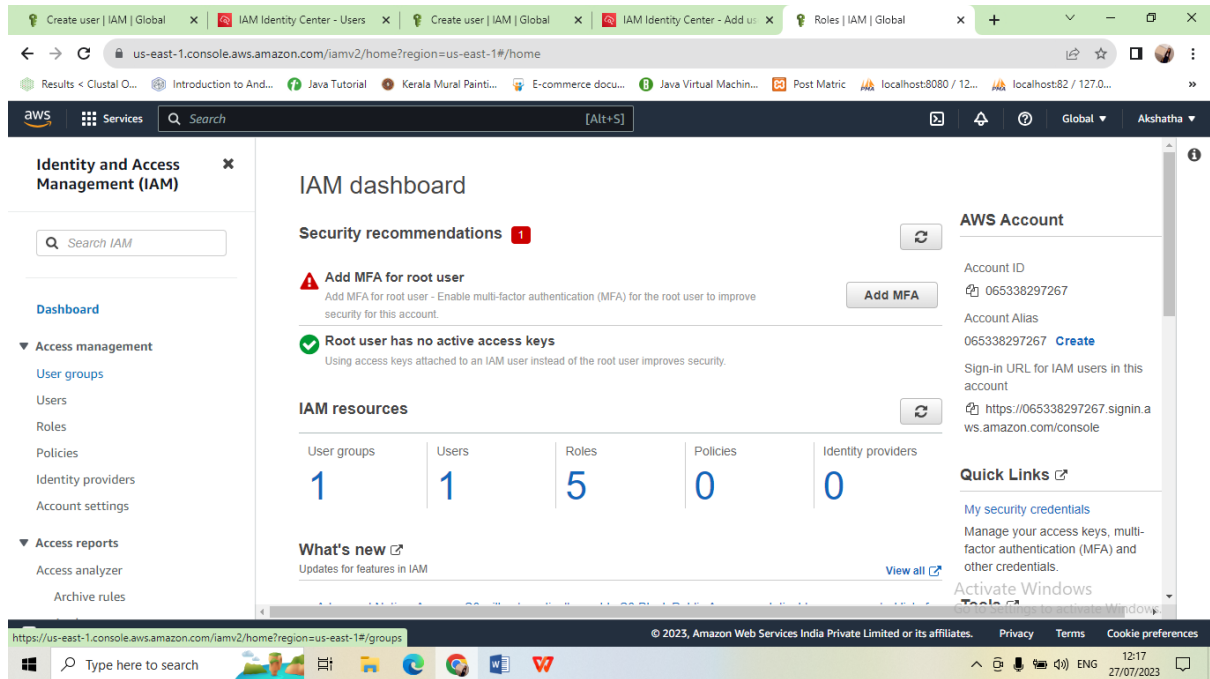 Create user | IAM | Global
IAM Identity Center - Users
Create user | IAM | Global
IAM Identity Center - Add us
Roles | IAM | Global
us-east-1.console.aws.amazon.com/iamv2/home?region=us-east-1#/home
Results < Clustal O...
Introduction to And...
Java Tutorial
Kerala Mural Painti...
E-commerce docu...
Java Virtual Machin...
Post Matric
localhost:8080 / 12...
localhost:82 / 127.0...
»
aws
Services
Search
[Alt+S]
Global
Akshatha
Identity and Access
Management (IAM)
Search IAM
Dashboard
Access management
User groups
Users
Roles
Policies
Identity providers
Account settings
Access reports
Access analyzer
Archive rules
IAM dashboard
Security recommendations 1
Add MFA for root user
Add MFA for root user - Enable multi-factor authentication (MFA) for the root user to improve
security for this account.
Add MFA
Root user has no active access keys
Using access keys attached to an IAM user instead of the root user improves security.
IAM resources
User groups
1
Users
1
Roles
5
Policies
0
Identity providers
0
What's new
Updates for features in IAM
View all
AWS Account
Account ID
065338297267
Account Alias
065338297267 Create
Sign-in URL for IAM users in this
account
https://065338297267.signin.a
ws.amazon.com/console
Quick Links
My security credentials
Manage your access keys, multi-
factor authentication (MFA) and
other credentials.
Tools
Activate Windows
Go to Settings to activate Windows.
https://us-east-1.console.aws.amazon.com/iamv2/home?region=us-east-1#/groups
© 2023, Amazon Web Services India Private Limited or its affiliates.
Privacy
Terms
Cookie preferences
Type here to search
ENG
12:17
27/07/2023